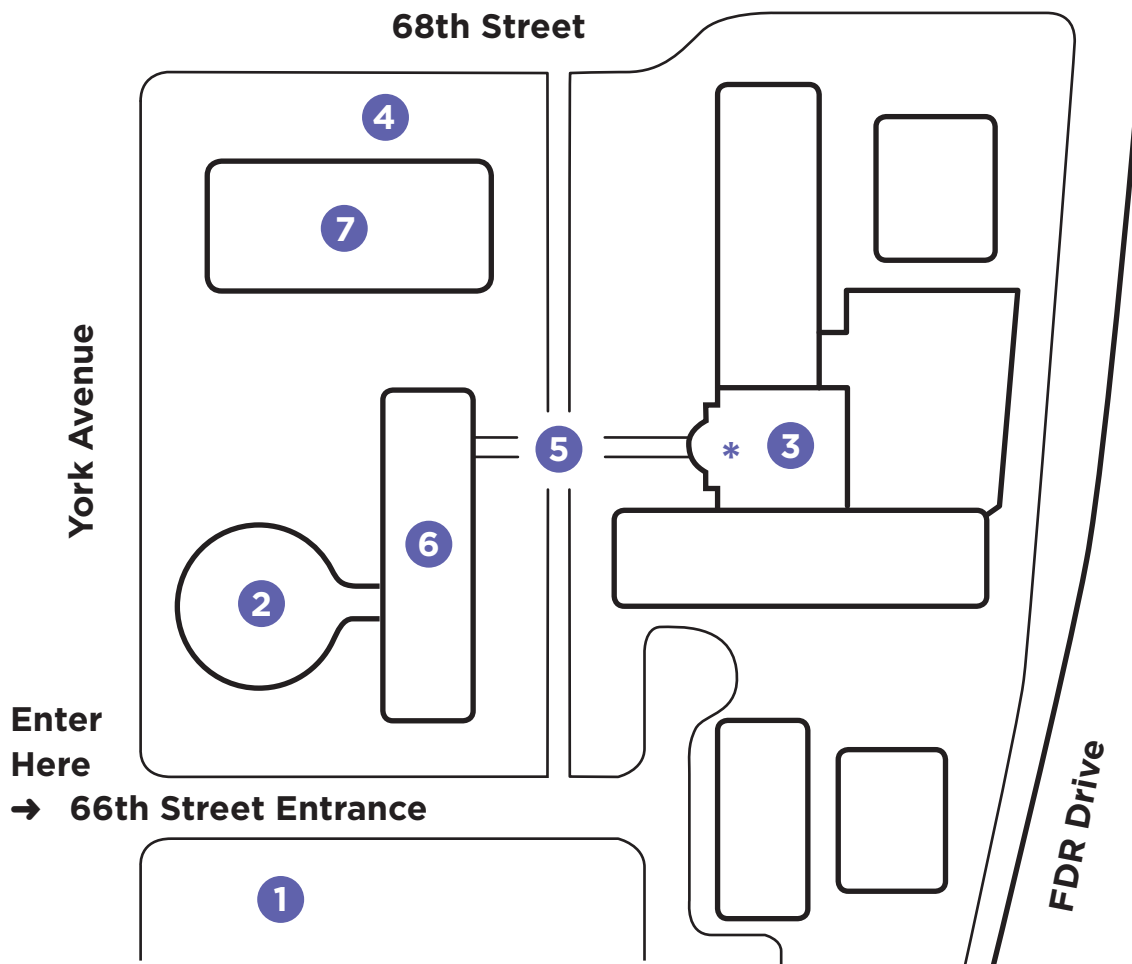 68th Street
4
7
York Avenue
5
* 3
6
2
Enter
Here
→ 66th Street Entrance
FDR Drive
1